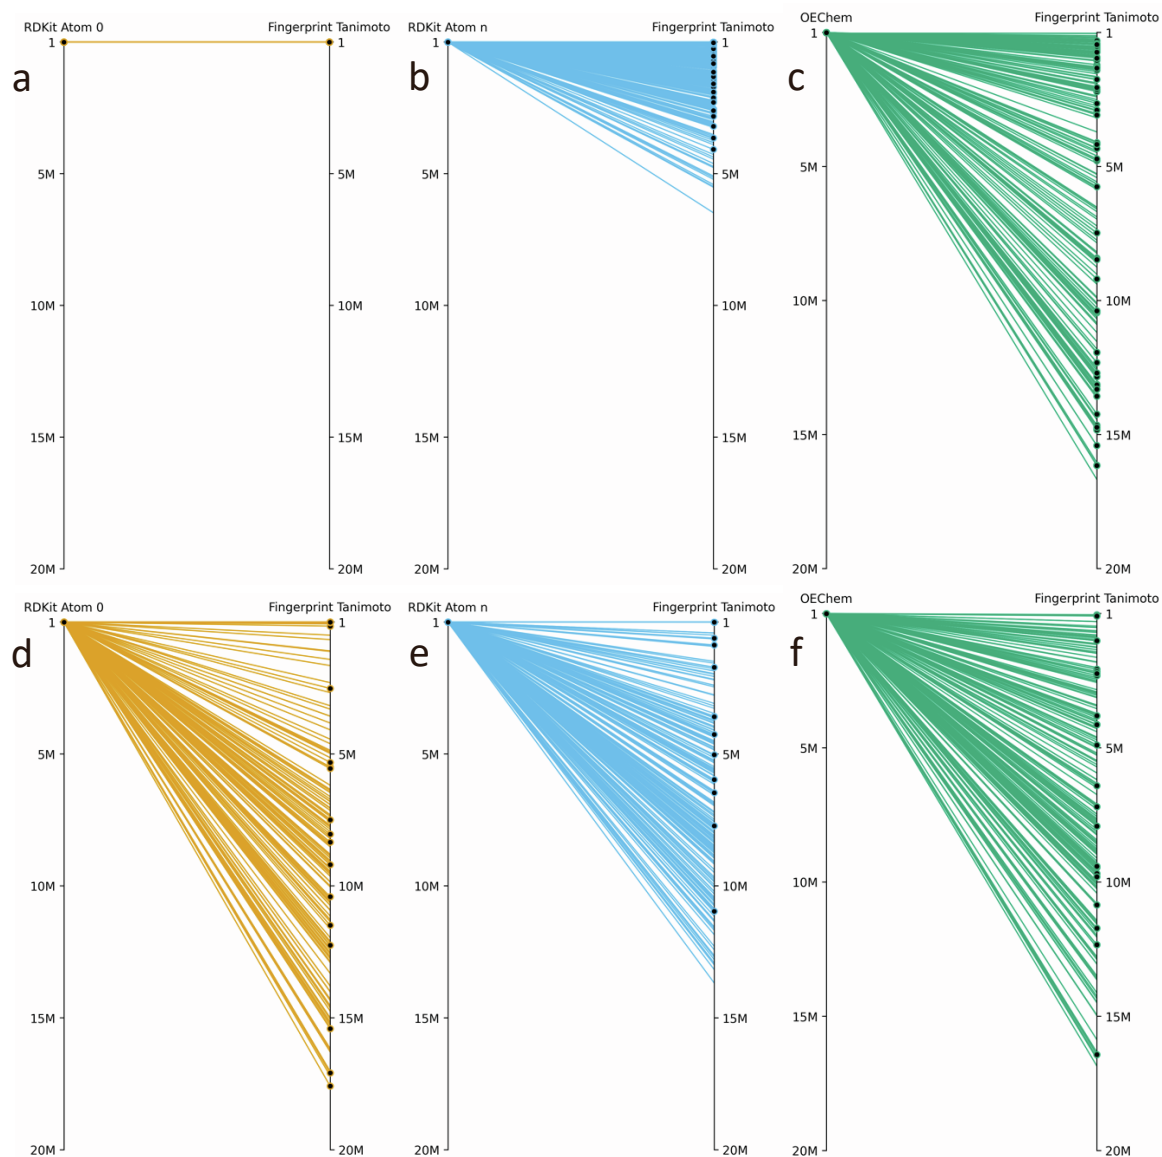 RDKit Atom 0 Fingerprint Tanimoto
1 1
a
5M 5M
10M 10M
15M 15M
20M 20M
RDKit Atom n Fingerprint Tanimoto
1 1
b
5M
10M 10M
15M 15M
20M 20M
5M
OEChem Fingerprint Tanimoto
1 1
c
5M 5M
10M 10M
15M 15M
20M 20M
RDKit Atom 0 Fingerprint Tanimoto
1 1
d
5M 5M
10M 10M
15M 15M
20M 20M
RDKit Atom n Fingerprint Tanimoto
1 1
e
5M 5M
10M 10M
15M 15M
20M 20M
OEChem Fingerprint Tanimoto
1 1
f
5M 5M
10M 10M
15M 15M
20M 20M